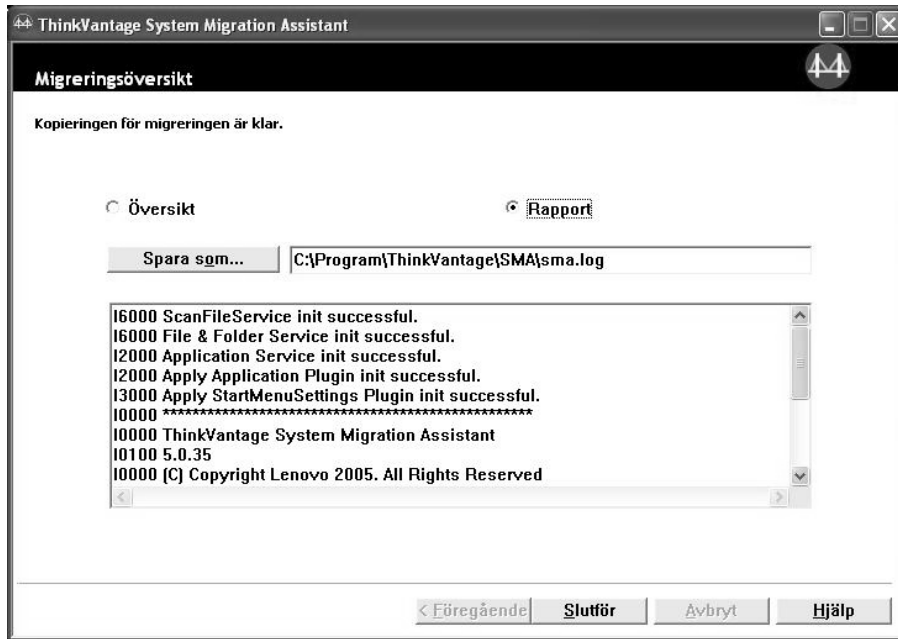 ThinkVantage System Migration Assistant
Migreringsöversikt
Kopieringen för migreringen är klar.
Översikt
Rapport
Spara som...
C:\Program\ThinkVantage\SMA\sma.log
I6000 ScanFileService init successful.
I6000 File & Folder Service init successful.
I2000 Application Service init successful.
I2000 Apply Application Plugin init successful.
I3000 Apply StartMenuSettings Plugin init successful.
I0000 **************************************************
I0000 ThinkVantage System Migration Assistant
I0100 5.0.35
I0000 (C) Copyright Lenovo 2005. All Rights Reserved
< Föregående
Slutför
Avbryt
Hjälp